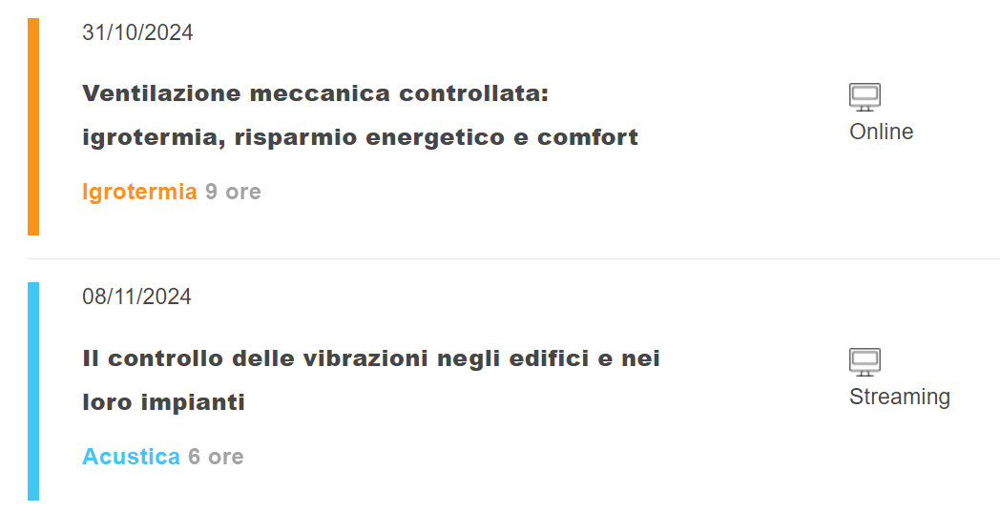 31/10/2024
Ventilazione meccanica controllata:
igrotermia, risparmio energetico e comfort
Online
Igrotermia 9 ore
08/11/2024
Il controllo delle vibrazioni negli edifici e nei
loro impianti
Streaming
Acustica 6 ore